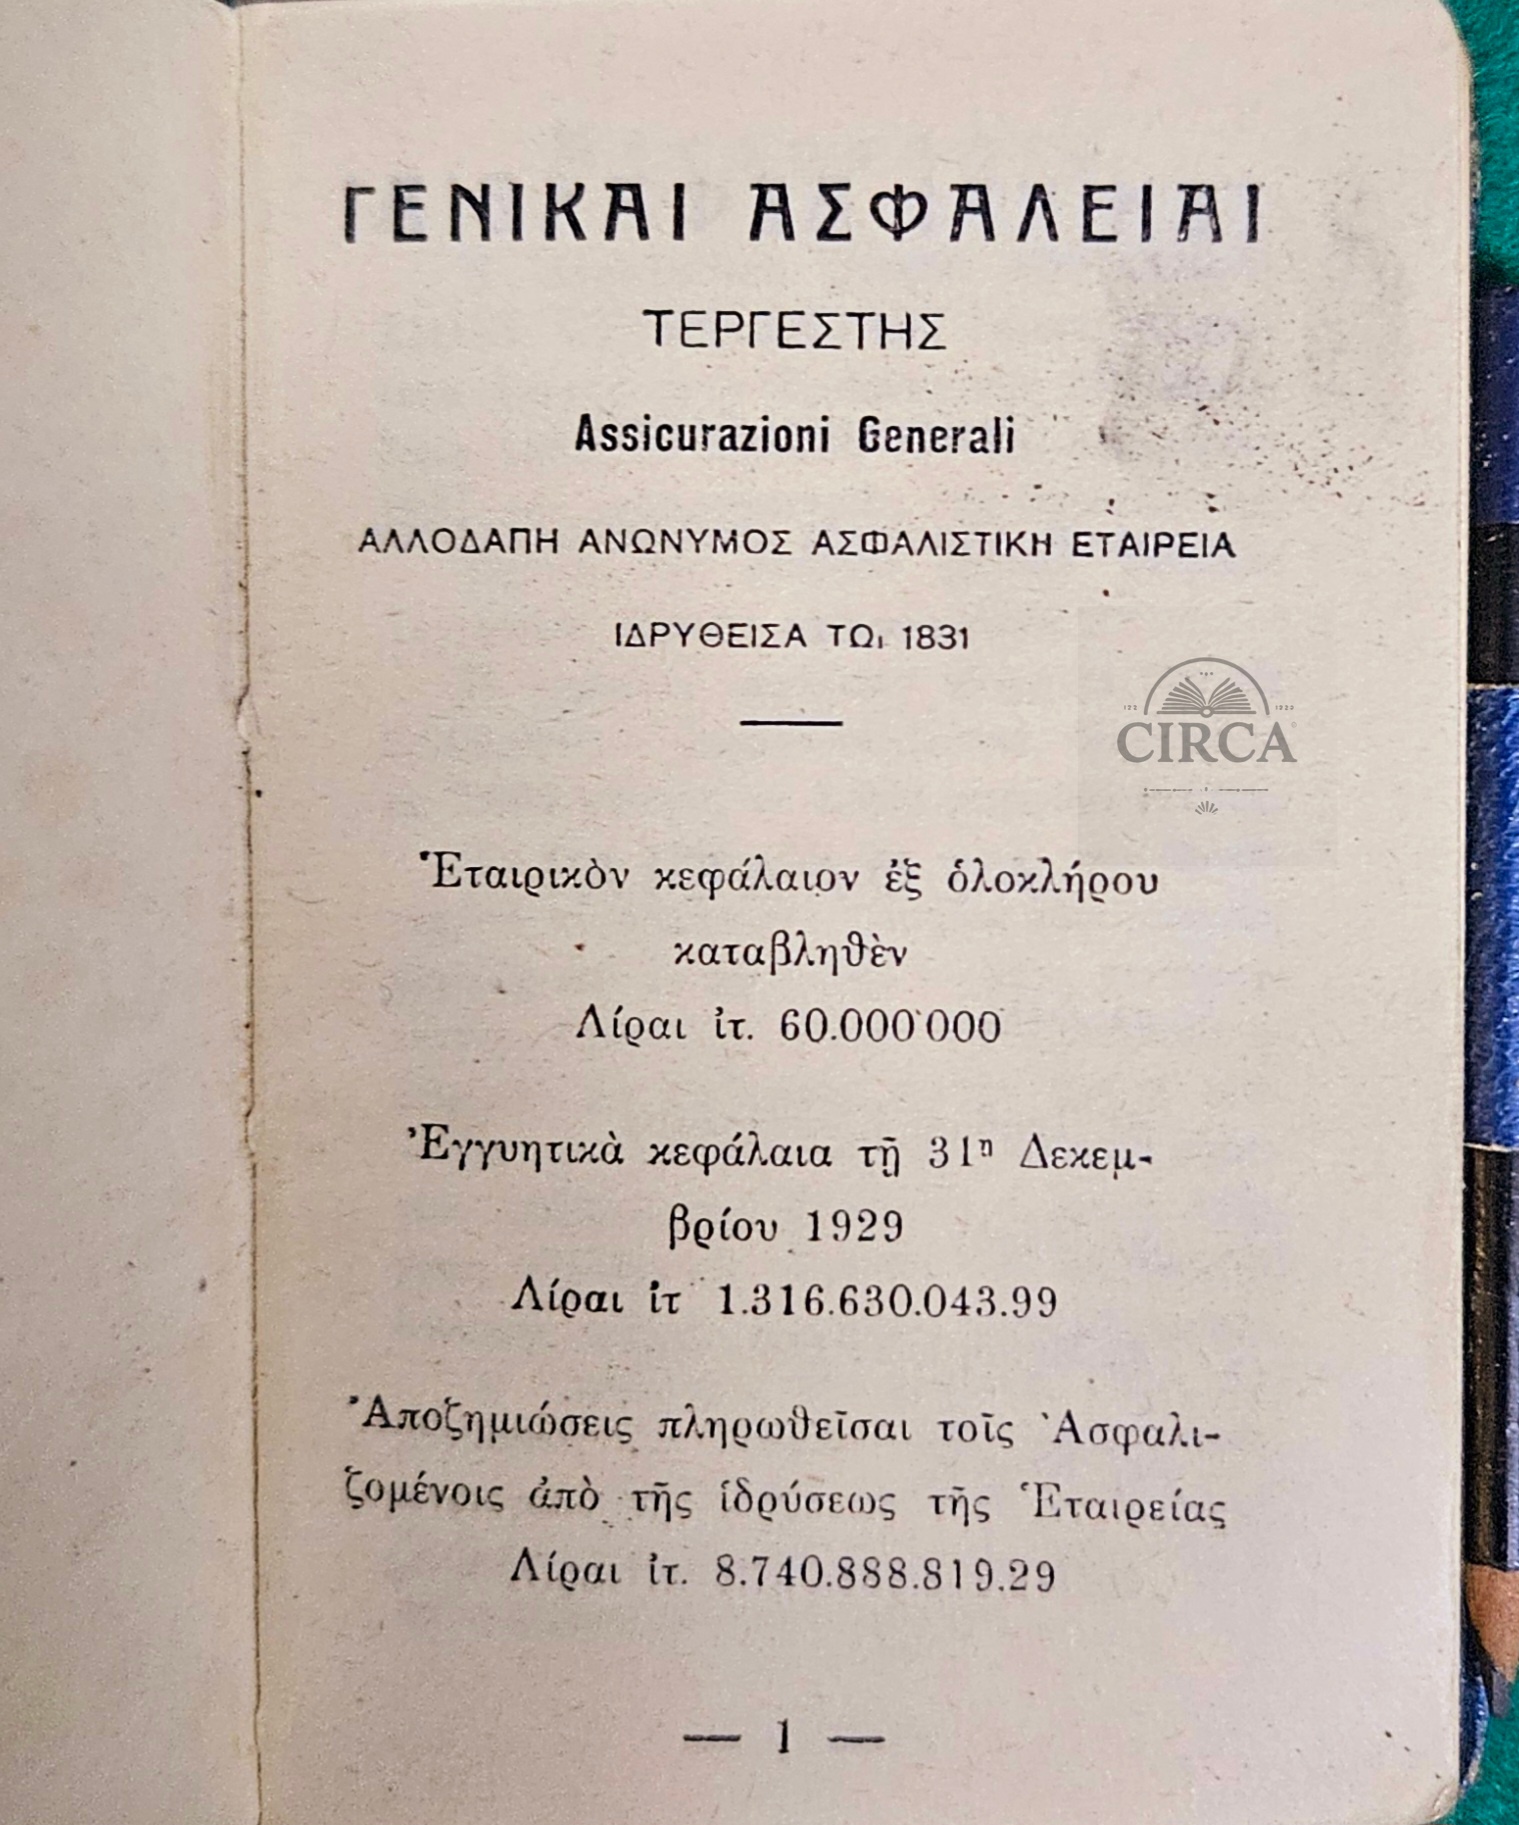 ΓΕΝΙΚΑΙ ΑΣΦΑΛΕΙΑΙ
ΤΕΡΓΕΣΤΗΣ
Assicurazioni Generali
ΑΛΛΟΔΑΠΗ ΑΝΩΝΥΜΟΣ ΑΣΦΑΛΙΣΤΙΚΗ ΕΤΑΙΡΕΙΑ
ΙΔΡΥΘΕΙΣΑ ΤΩι 1831
CIRCA
Ἑταιρικὸν κεφάλαιον ἐξ ὁλοκλήρου
καταβληθὲν
Λίραι ἰτ. 60.000.000
Ἐγγυητικὰ κεφάλαια τῇ 31ῃ Δεκεμ-
βρίου 1929
Λίραι ἰτ 1.316.630.043.99
Ἀποζημιώσεις πληρωθεῖσαι τοῖς Ἀσφαλι-
ζομένοις ἀπὸ τῆς ἱδρύσεως τῆς Ἑταιρείας
Λίραι ἰτ. 8.740.888.819.29
— 1 —